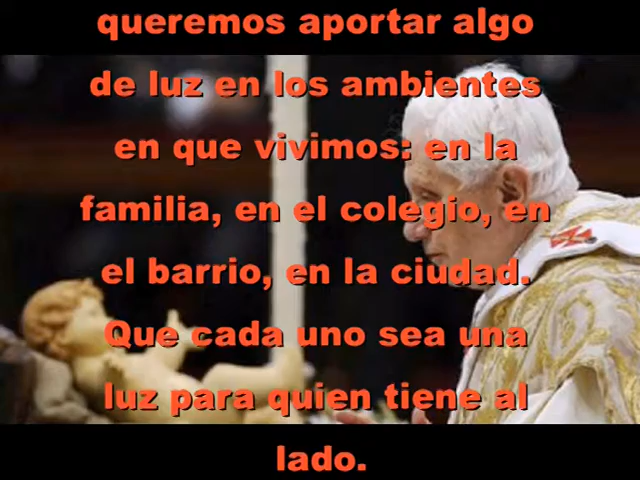 queremos aportar algo
de luz en los ambientes
en que vivimos: en la
familia, en el colegio, en
el barrio, en la ciudad.
Que cada uno sea una
luz para quien tiene al
lado.